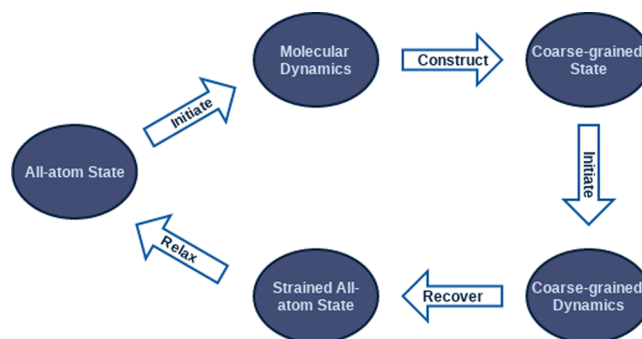 Molecular
Dynamics
Construct
Coarse-grained
State
Initiate
All-atom State
Initiate
Relax
Strained All-
atom State
Recover
Coarse-grained
Dynamics